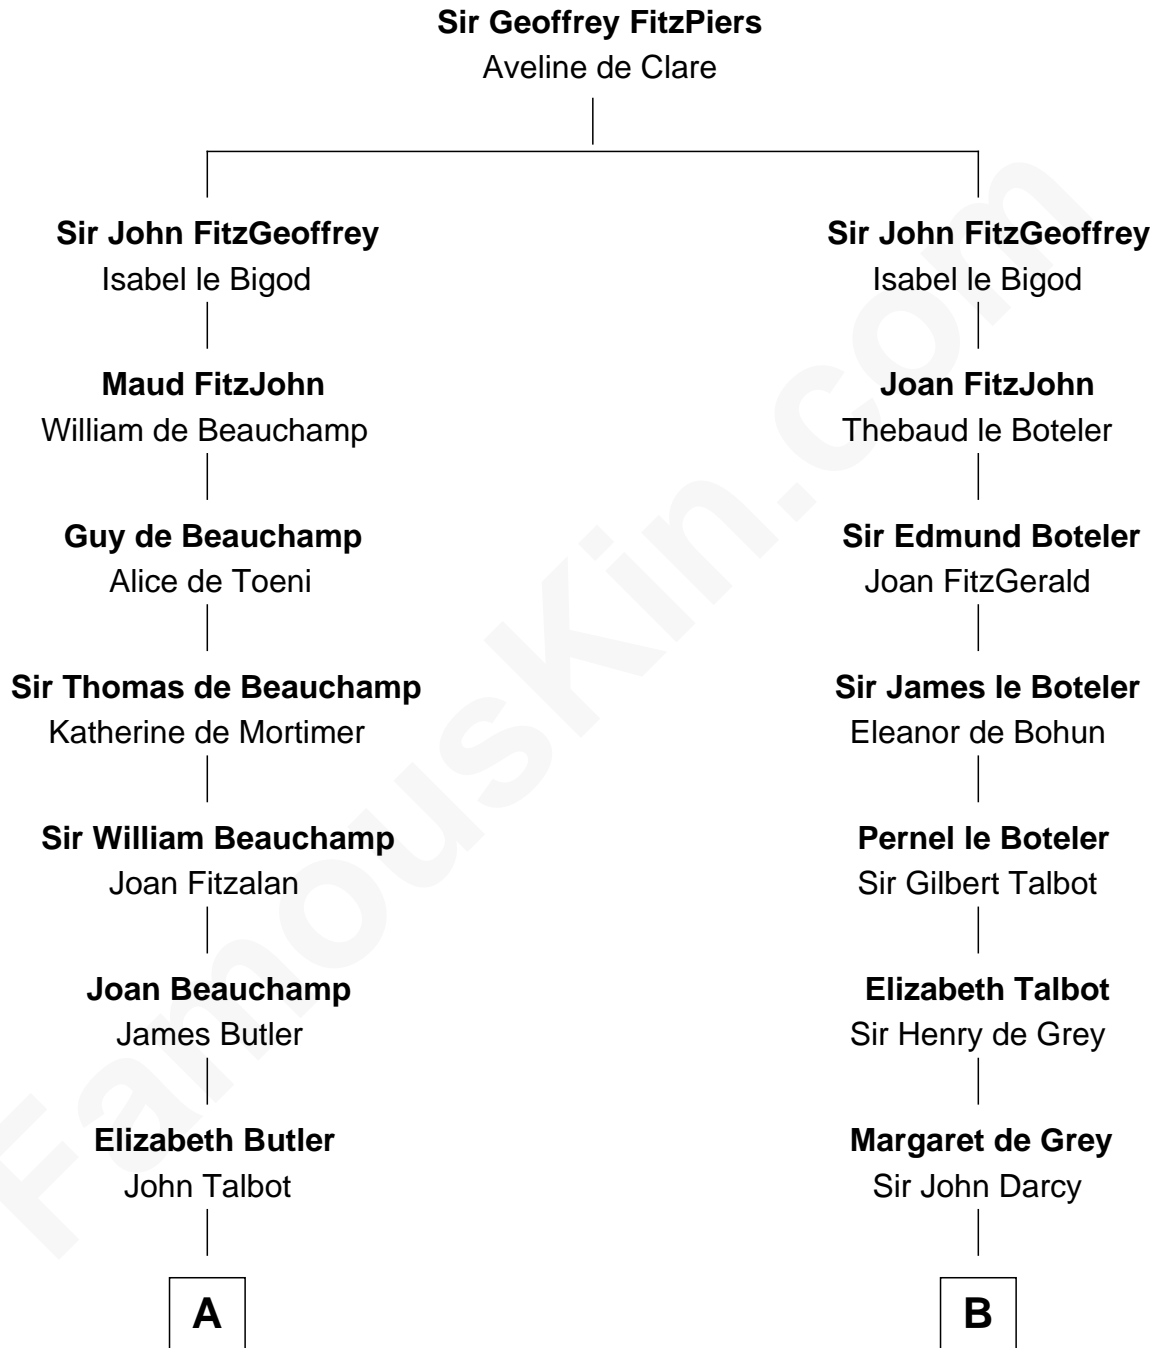 Sir Geoffrey FitzPiers
Aveline de Clare
Sir John FitzGeoffrey
Isabel le Bigod
Maud FitzJohn
William de Beauchamp
Guy de Beauchamp
Alice de Toeni
Sir Thomas de Beauchamp
Katherine de Mortimer
Sir William Beauchamp
Joan Fitzalan
Joan Beauchamp
James Butler
Elizabeth Butler
John Talbot
A
Sir John FitzGeoffrey
Isabel le Bigod
Joan FitzJohn
Thebaud le Boteler
Sir Edmund Boteler
Joan FitzGerald
Sir James le Boteler
Eleanor de Bohun
Pernel le Boteler
Sir Gilbert Talbot
Elizabeth Talbot
Sir Henry de Grey
Margaret de Grey
Sir John Darcy
B
FamousKin.com